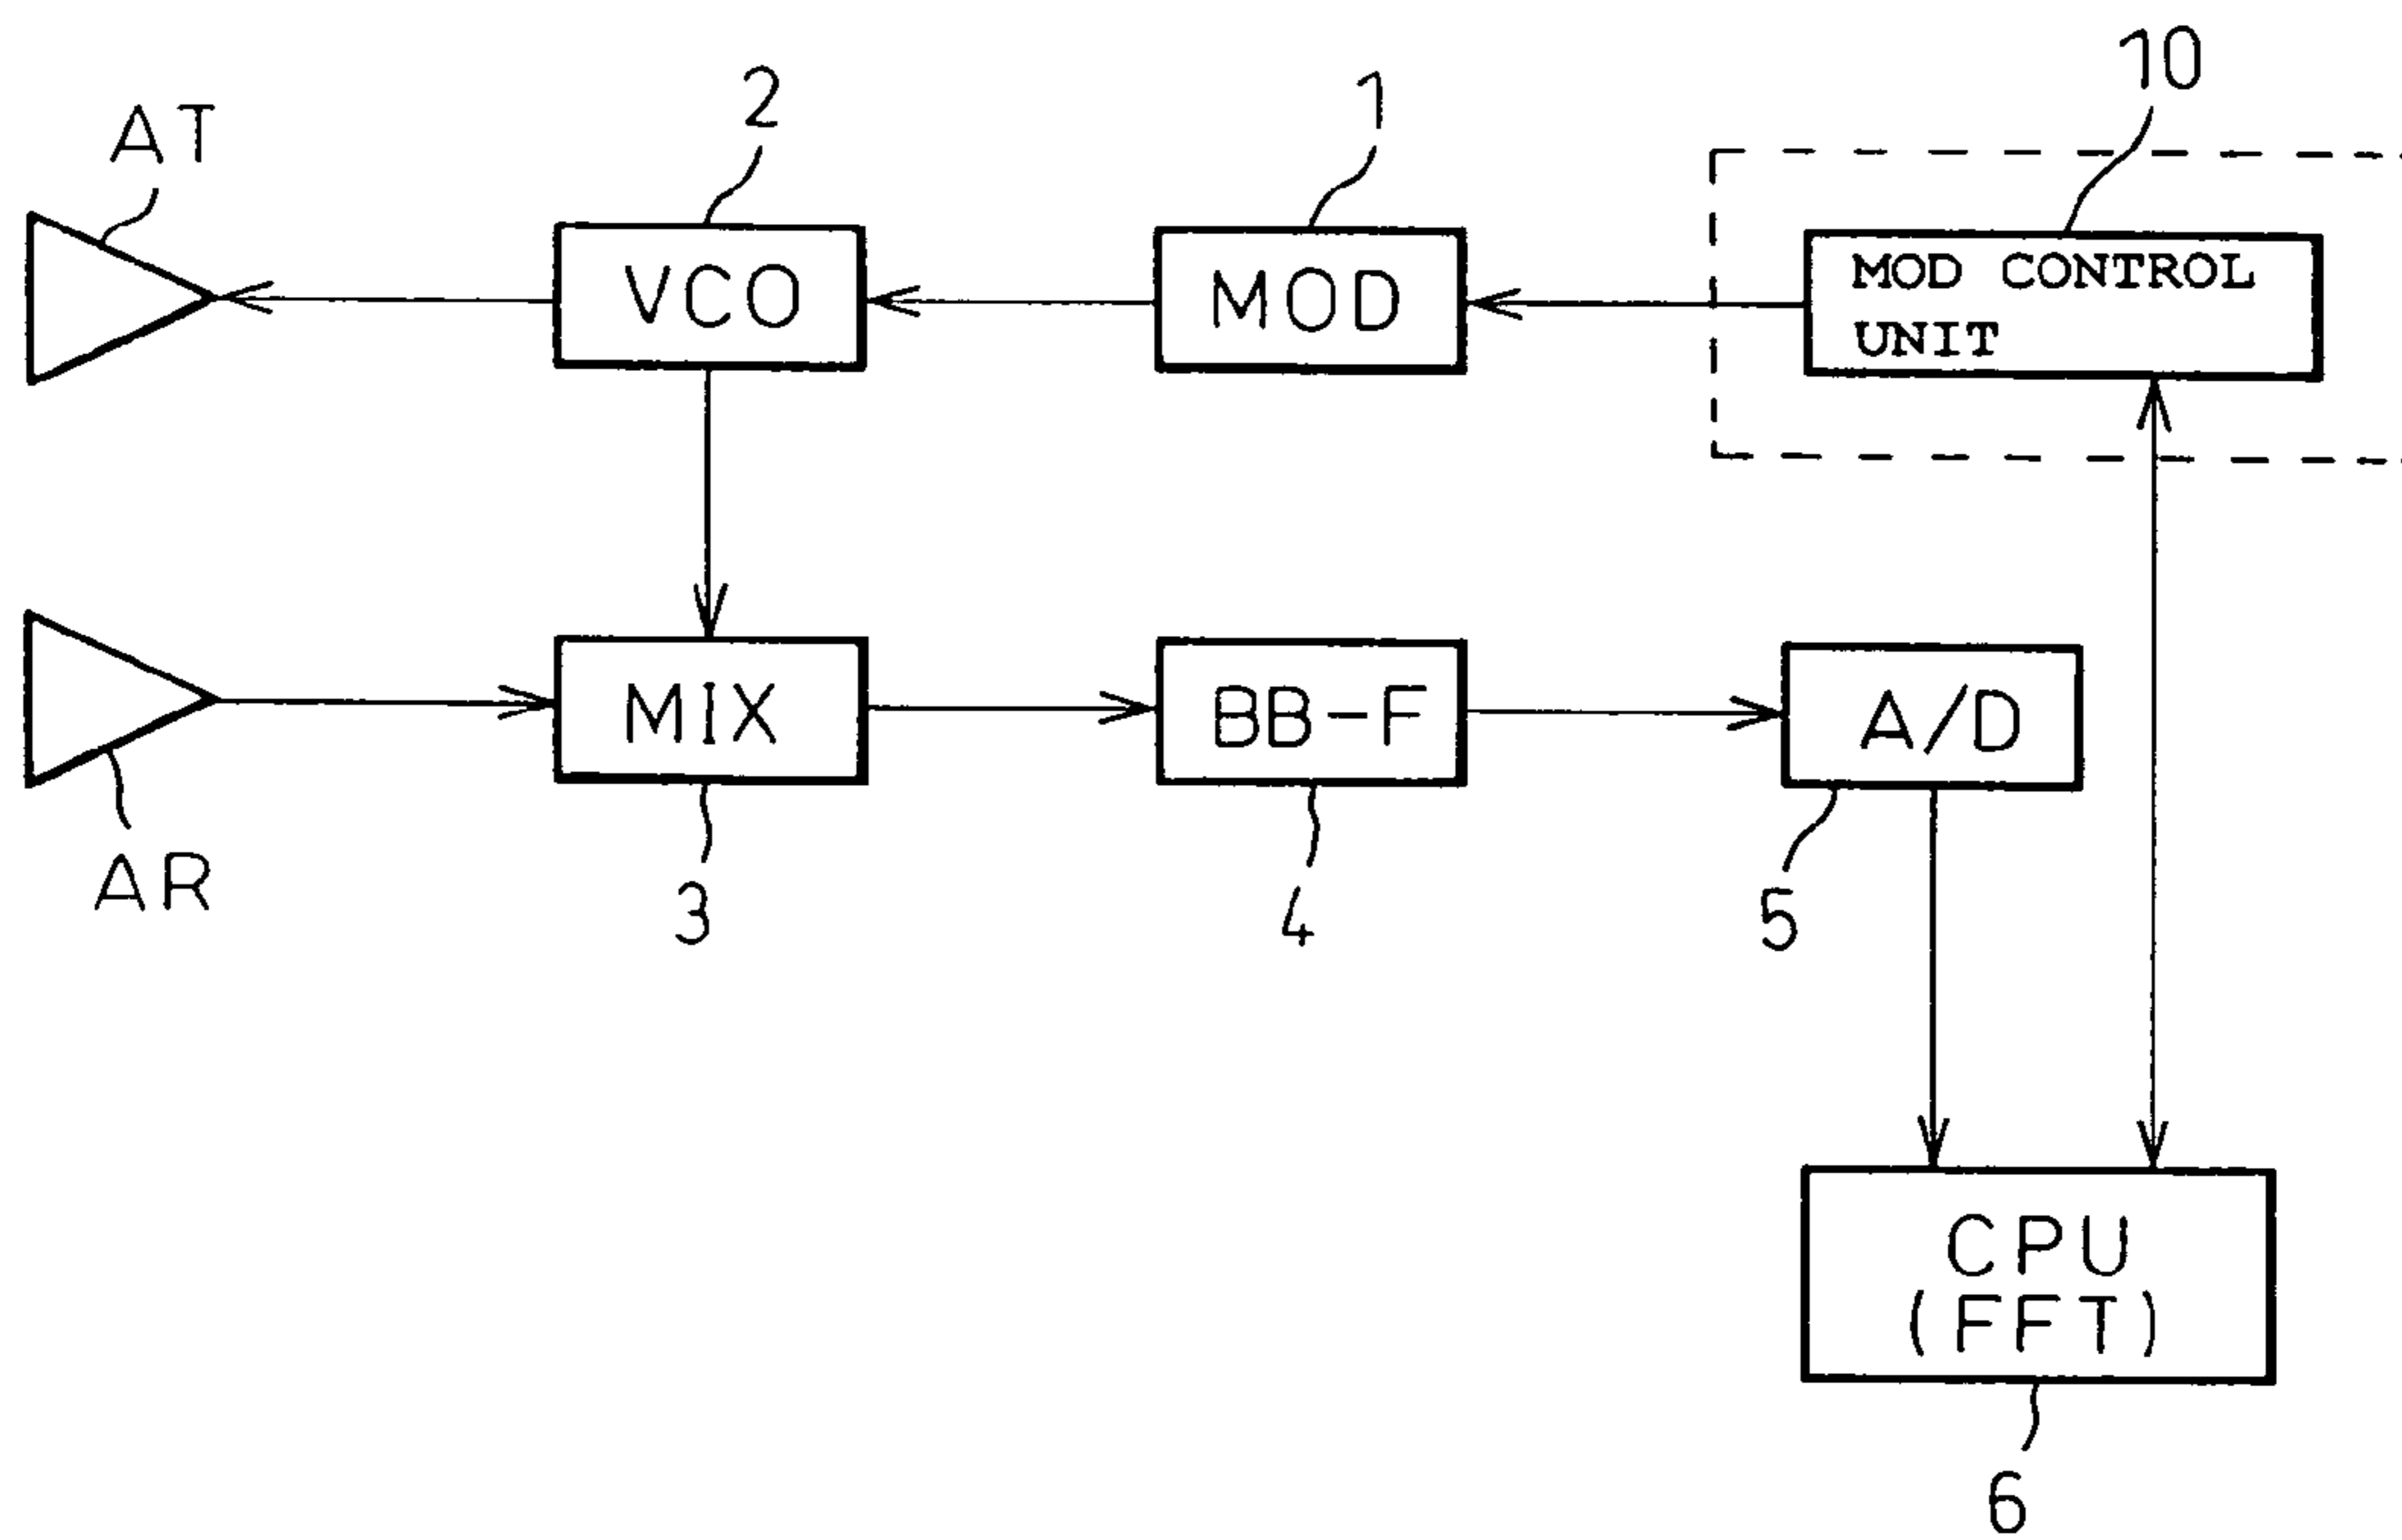 10
2
1
AT
VCO
MOD
MOD CONTROL
UNIT
MIX
BB-F
A/D
AR
3
4
5
CPU
(FFT)
6